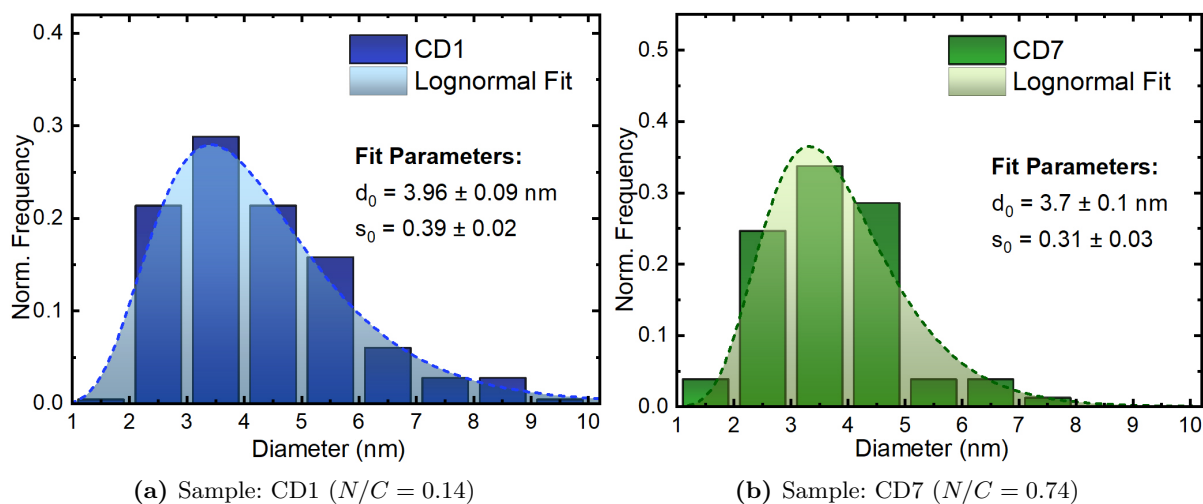 0.4
0.3
0.2
0.1
0.0
Norm. Frequency
CD1
Lognormal Fit
Fit Parameters:
d₀ = 3.96 ± 0.09 nm
s₀ = 0.39 ± 0.02
1 2 3 4 5 6 7 8 9 10
Diameter (nm)
(a) Sample: CD1 (N/C = 0.14)
0.5
0.4
0.3
0.2
0.1
0.0
Norm. Frequency
CD7
Lognormal Fit
Fit Parameters:
d₀ = 3.7 ± 0.1 nm
s₀ = 0.31 ± 0.03
1 2 3 4 5 6 7 8 9 10
Diameter (nm)
(b) Sample: CD7 (N/C = 0.74)